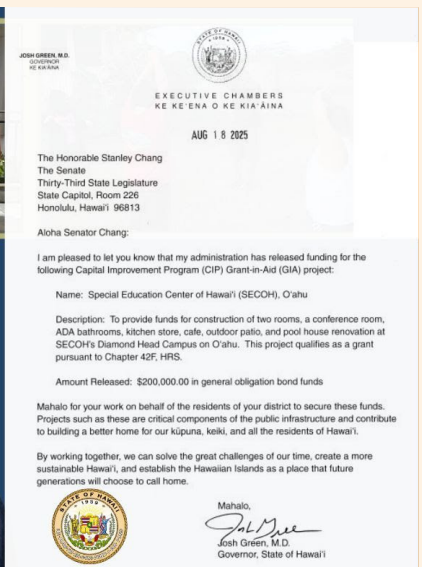 JOSH GREEN, M.D.
GOVERNOR
KE KIAʻĀINA
STATE OF HAWAII
1959
EXECUTIVE CHAMBERS
KE KEʻENA O KE KIAʻĀINA
AUG 18 2025
The Honorable Stanley Chang
The Senate
Thirty-Third State Legislature
State Capitol, Room 226
Honolulu, Hawaiʻi 96813
Aloha Senator Chang:
I am pleased to let you know that my administration has released funding for the
following Capital Improvement Program (CIP) Grant-in-Aid (GIA) project:
Name: Special Education Center of Hawaiʻi (SECOH), Oʻahu
Description: To provide funds for construction of two rooms, a conference room,
ADA bathrooms, kitchen store, cafe, outdoor patio, and pool house renovation at
SECOH's Diamond Head Campus on Oʻahu. This project qualifies as a grant
pursuant to Chapter 42F, HRS.
Amount Released: $200,000.00 in general obligation bond funds
Mahalo for your work on behalf of the residents of your district to secure these funds.
Projects such as these are critical components of the public infrastructure and contribute
to building a better home for our kūpuna, keiki, and all the residents of Hawaiʻi.
By working together, we can solve the great challenges of our time, create a more
sustainable Hawaiʻi, and establish the Hawaiian Islands as a place that future
generations will choose to call home.
STATE OF HAWAII
1959
Mahalo,
Josh Green, M.D.
Governor, State of Hawaiʻi